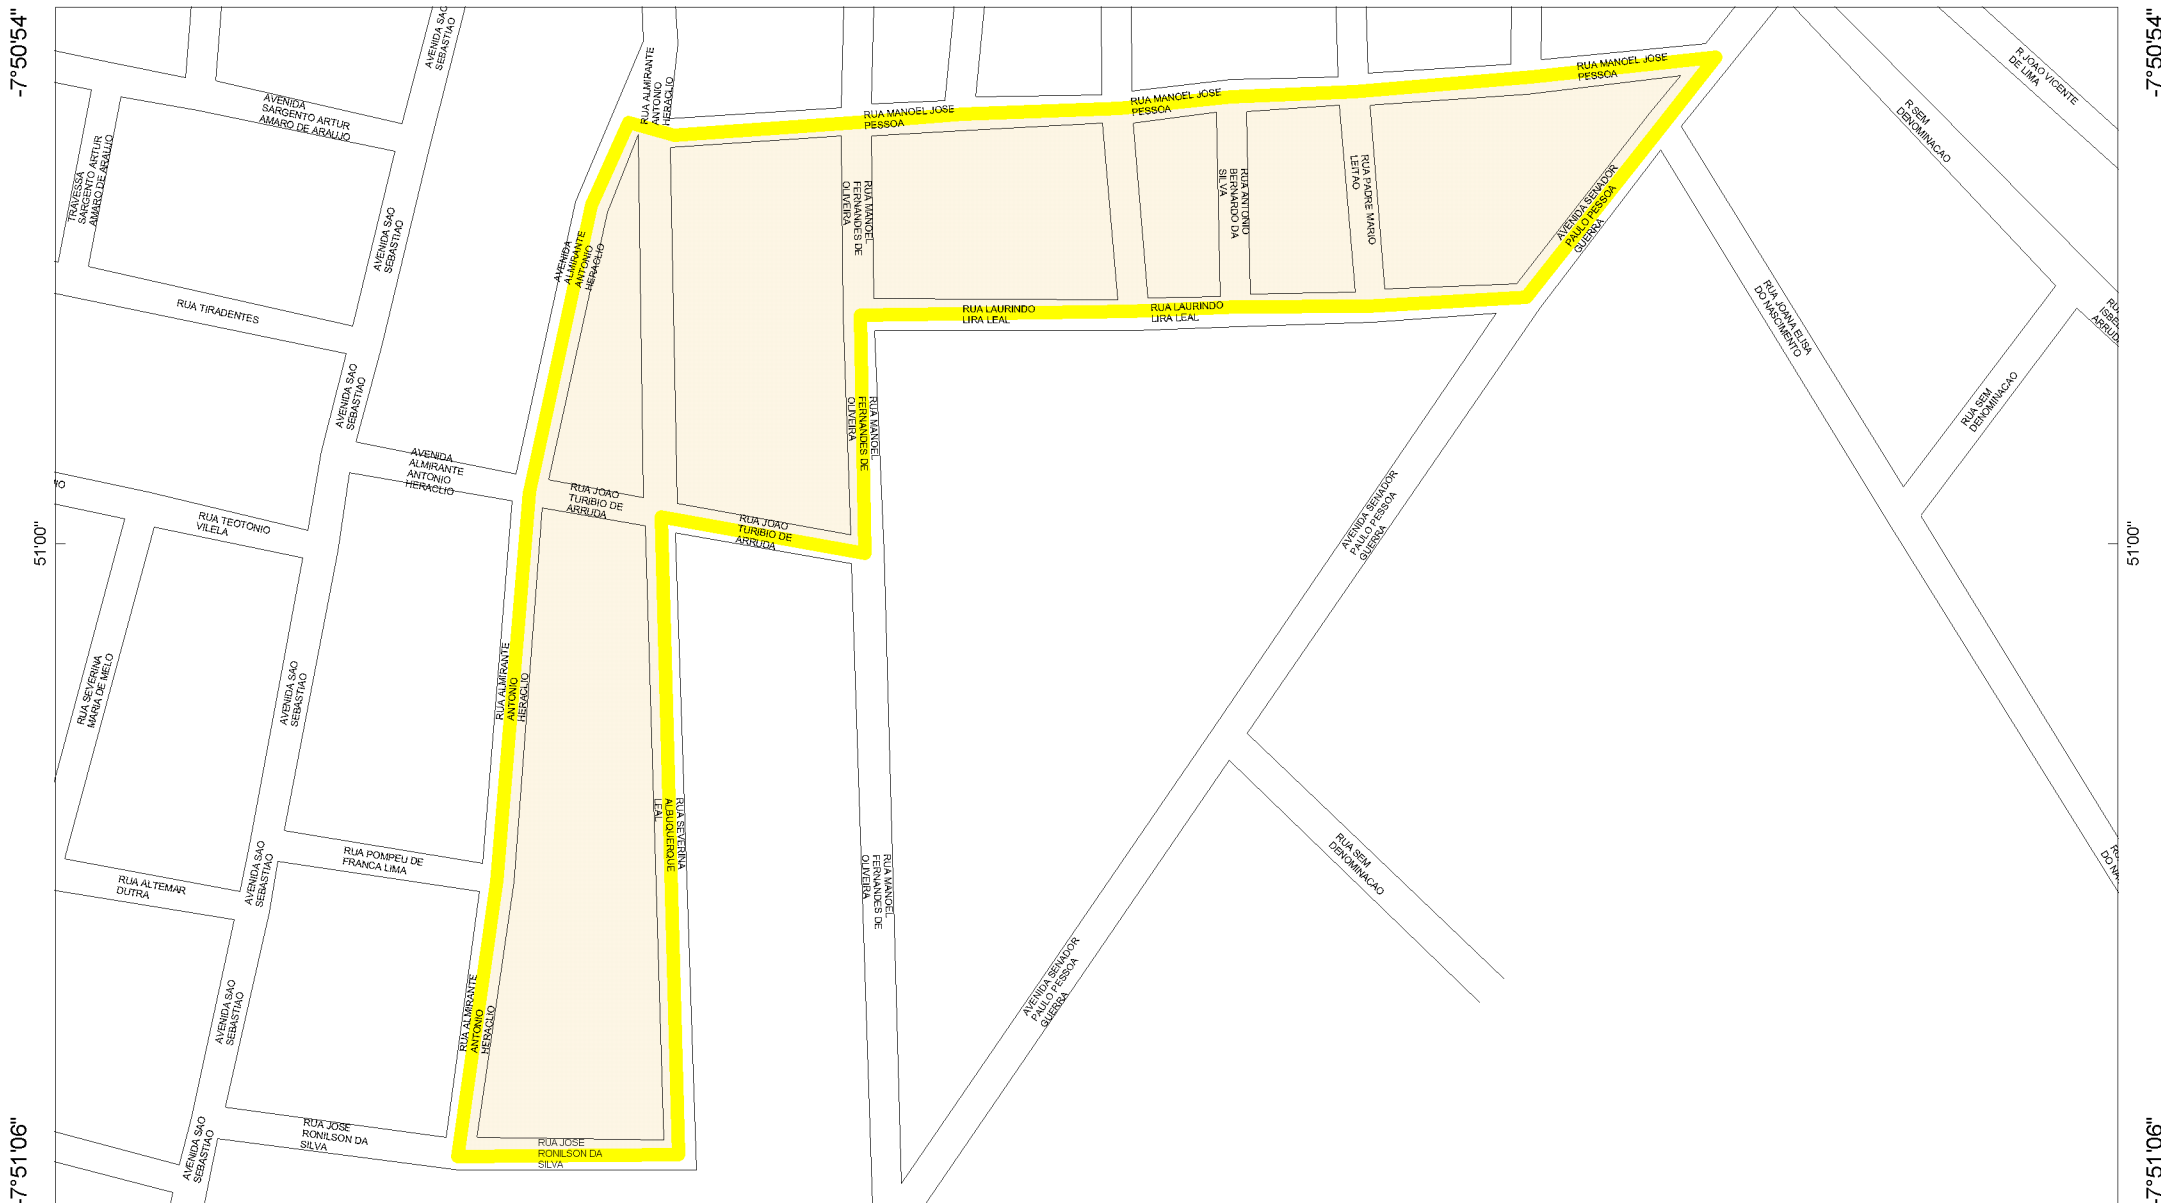 -7°50'54"
-7°50'54"
AVENIDA SAO
SEBASTIAO
RUA ALMIRANTE
ANTONIO
HERACLIO
RUA MANOEL JOSE
PESSOA
R JOAO VICENTE
DE LIMA
AVENIDA
SARGENTO ARTUR
AMARO DE ARAUJO
RUA MANOEL JOSE
PESSOA
RUA MANOEL JOSE
PESSOA
R SEM
DENOMINACAO
TRAVESSA
SARGENTO ARTUR
AMARO DE ARAUJO
AVENIDA SAO
SEBASTIAO
AVENIDA
ALMIRANTE
ANTONIO
HERACLIO
RUA MANOEL
FERNANDES DE
OLIVEIRA
RUA ANTONIO
BERNARDO DA
SILVA
RUA PADRE MARIO
LEITAO
AVENIDA SENADOR
PAULO PESSOA
GUERRA
RUA TIRADENTES
RUA LAURINDO
LIRA LEAL
RUA LAURINDO
LIRA LEAL
RUA JOANA ELISA
DO NASCIMENTO
ARRUDA
AVENIDA SAO
SEBASTIAO
RUA MANOEL
FERNANDES DE
OLIVEIRA
RUA SEM
DENOMINACAO
AVENIDA
ALMIRANTE
ANTONIO
HERACLIO
IO
RUA JOAO
TURIBIO DE
ARRUDA
RUA TEOTONIO
VILELA
RUA JOAO
TURIBIO DE
ARRUDA
AVENIDA SENADOR
PAULO PESSOA
GUERRA
51'00"
51'00"
RUA SEVERINA
MARIA DE MELO
AVENIDA SAO
SEBASTIAO
RUA ALMIRANTE
ANTONIO
HERACLIO
RUA SEVERINA
ALBUQUERQUE
LEAL
RUA POMPEU DE
FRANCA LIMA
RUA ALTEMAR
DUTRA
AVENIDA SAO
SEBASTIAO
RUA MANOEL
FERNANDES DE
OLIVEIRA
RUA SEM
DENOMINACAO
AVENIDA SAO
SEBASTIAO
RUA ALMIRANTE
ANTONIO
HERACLIO
AVENIDA SENADOR
PAULO PESSOA
GUERRA
AVENIDA SAO
SEBASTIAO
RUA JOSE
RONILSON DA
SILVA
RUA JOSE
RONILSON DA
SILVA
-7°51'06"
-7°51'06"